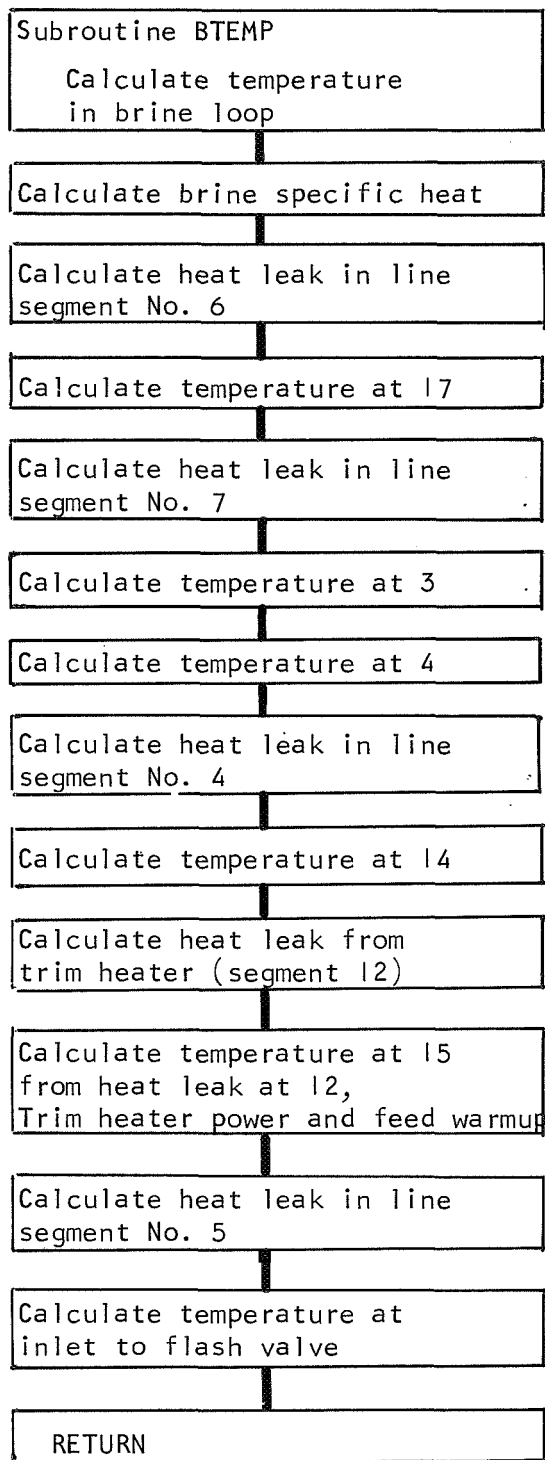 Subroutine BTEMP
Calculate temperature
in brine loop
Calculate brine specific heat
Calculate heat leak in line
segment No. 6
Calculate temperature at 17
Calculate heat leak in line
segment No. 7
Calculate temperature at 3
Calculate temperature at 4
Calculate heat leak in line
segment No. 4
Calculate temperature at 14
Calculate heat leak from
trim heater (segment 12)
Calculate temperature at 15
from heat leak at 12,
Trim heater power and feed warmup
Calculate heat leak in line
segment No. 5
Calculate temperature at
inlet to flash valve
RETURN